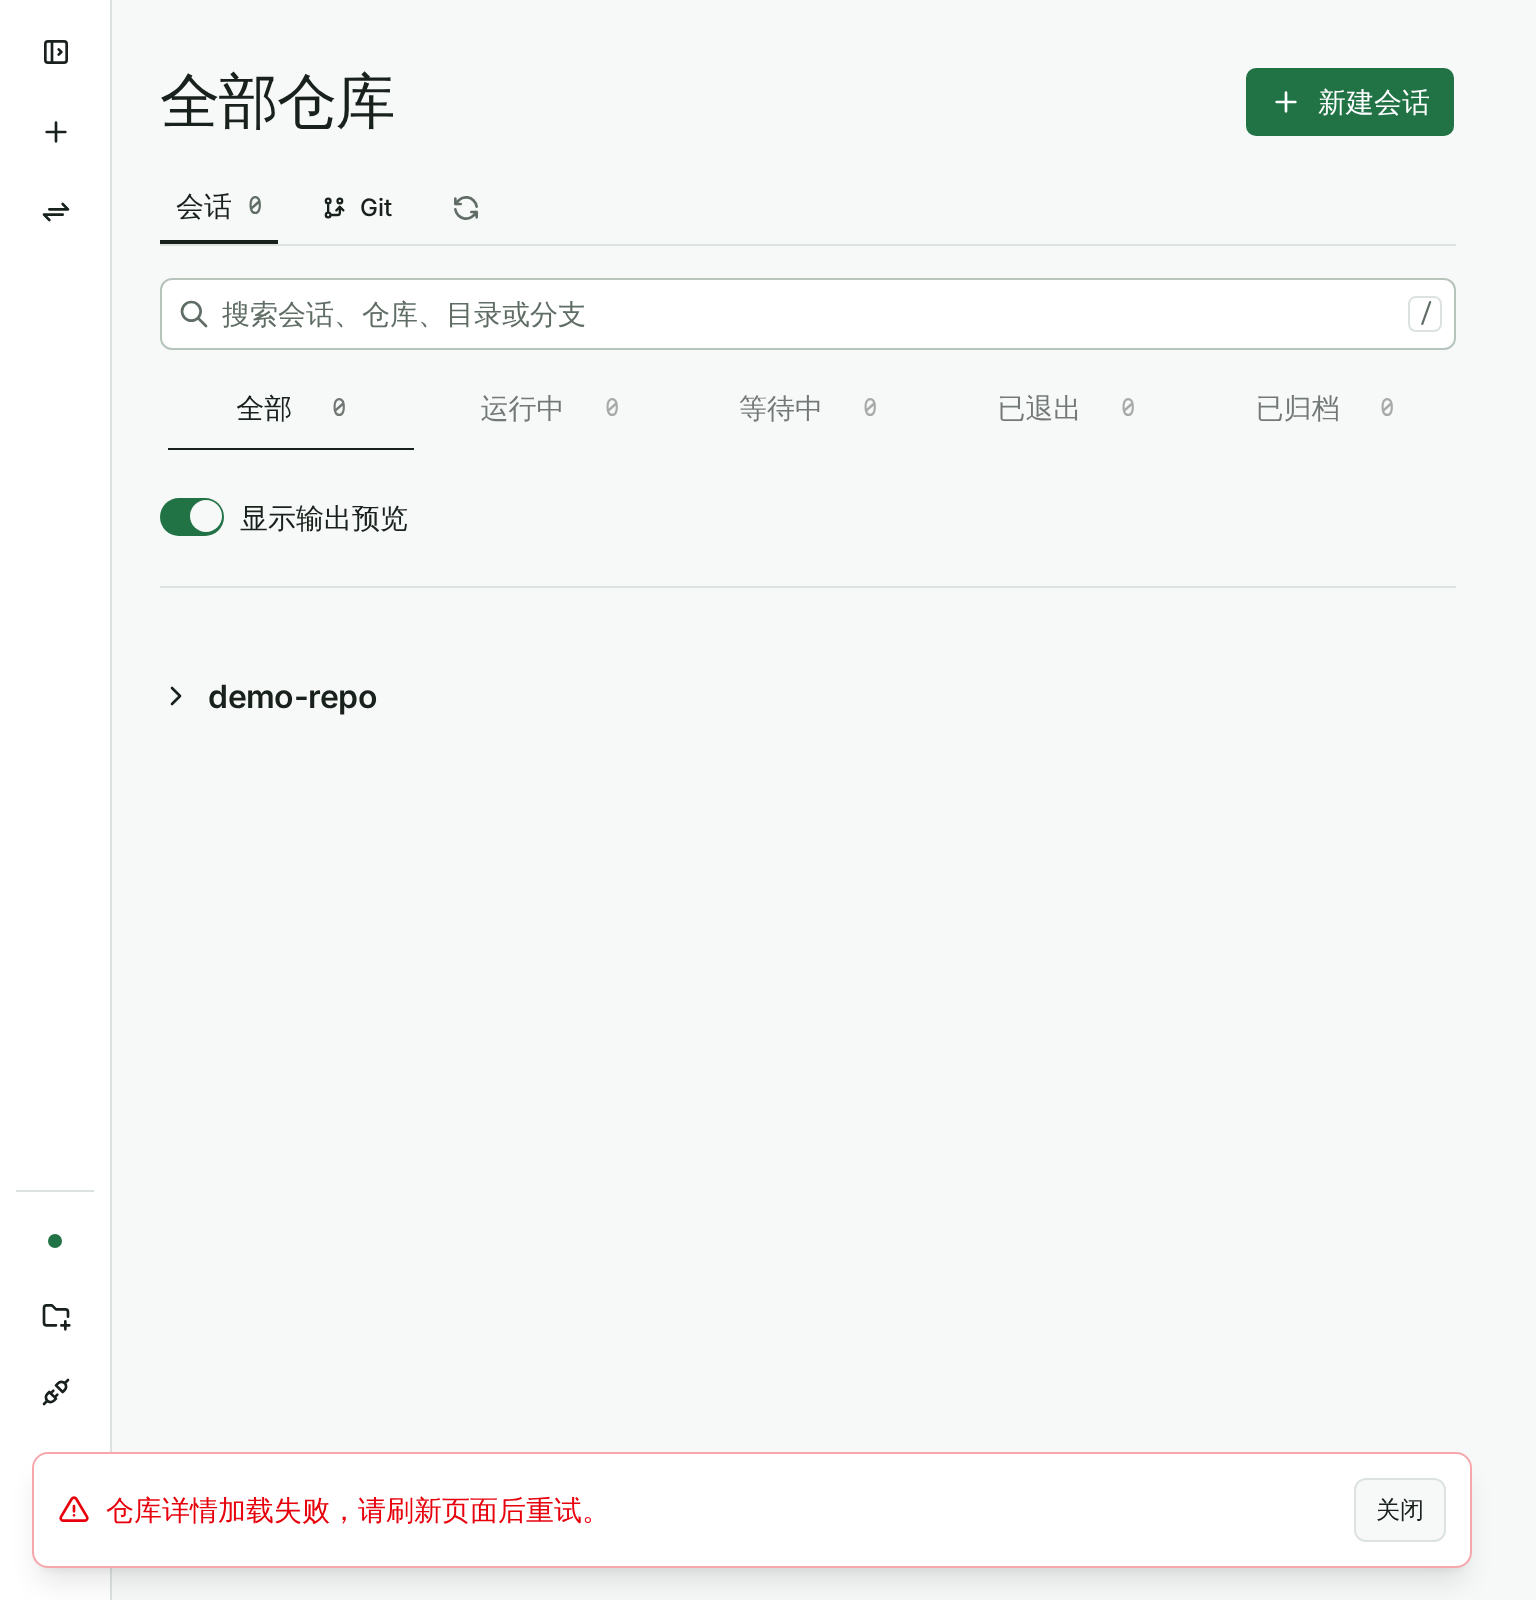 全部仓库
新建会话
会话 0
Git
搜索会话、仓库、目录或分支
/
全部 0
运行中 0
等待中 0
已退出 0
已归档 0
显示输出预览
demo-repo
仓库详情加载失败，请刷新页面后重试。
关闭